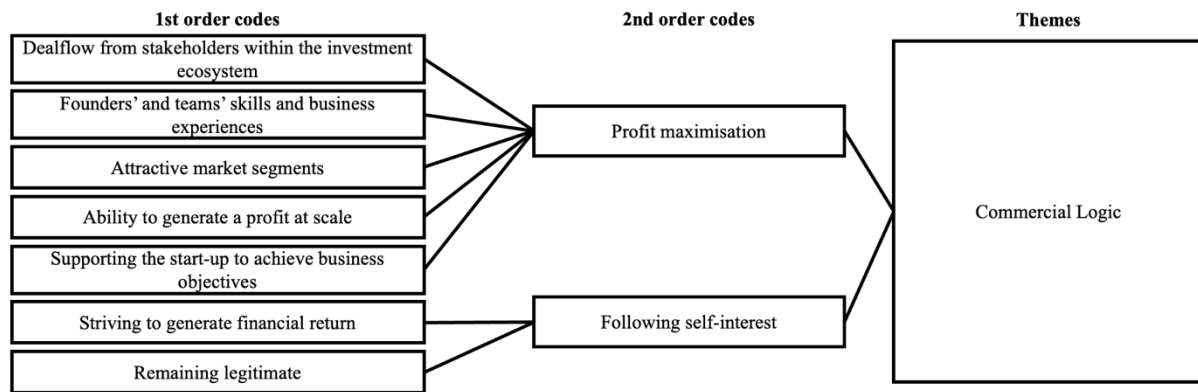 1st order codes
2nd order codes
Themes
Dealflow from stakeholders within the investment
ecosystem
Founders’ and teams’ skills and business
experiences
Attractive market segments
Ability to generate a profit at scale
Supporting the start-up to achieve business
objectives
Striving to generate financial return
Remaining legitimate
Profit maximisation
Following self-interest
Commercial Logic